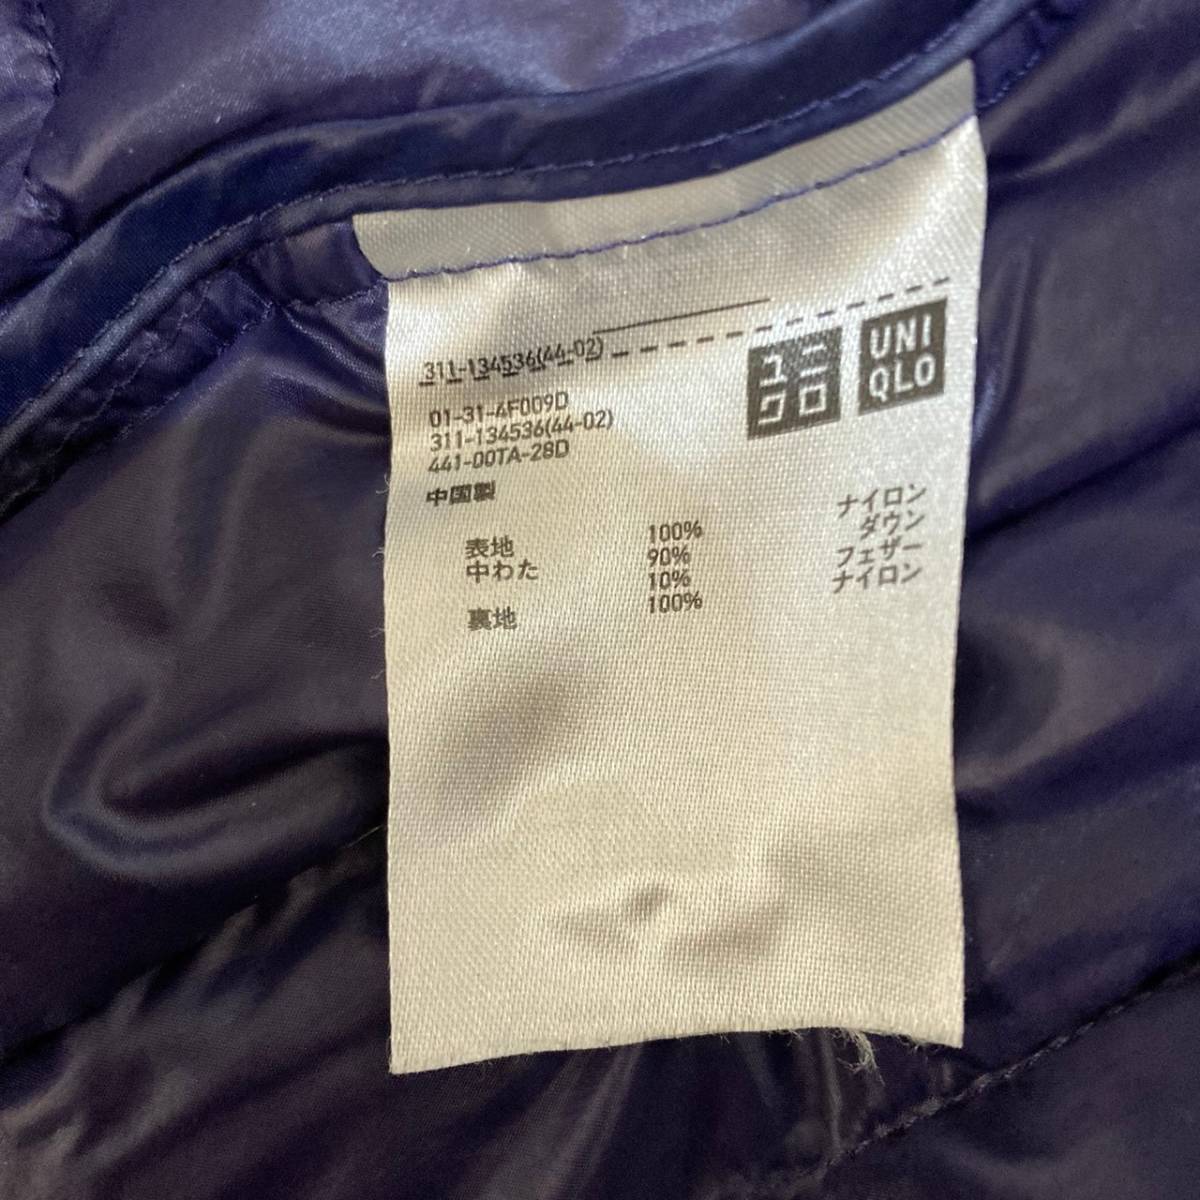 311-134536(44-02)
ユニ
クロ
UNI
QLO
01-31-4F009D
311-134536(44-02)
441-00TA-28D
中国製
表地 100% ナイロン
中わた 90% ダウン
10% フェザー
裏地 100% ナイロン